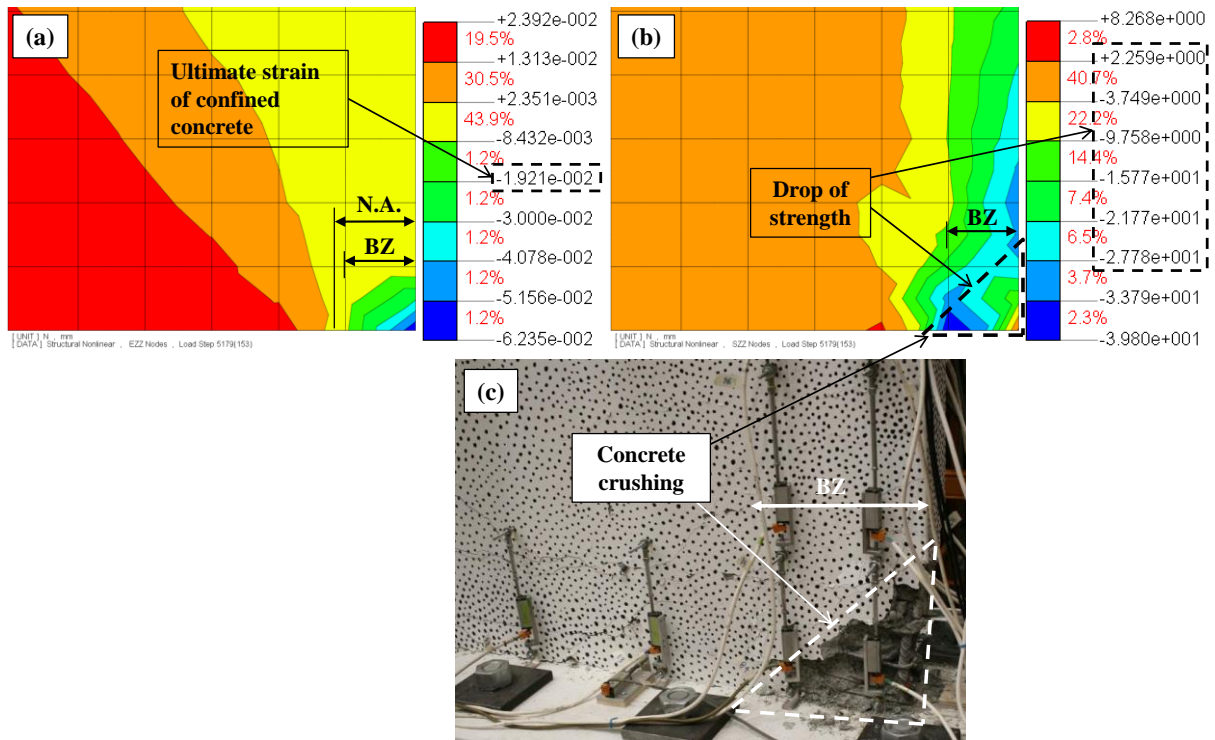 (a)
Ultimate strain
of confined
concrete
N.A.
BZ
+2.392e-002
19.5%
+1.313e-002
30.5%
+2.351e-003
43.9%
-8.432e-003
1.2%
-1.921e-002
1.2%
-3.000e-002
1.2%
-4.078e-002
1.2%
-5.156e-002
1.2%
-6.235e-002
[ UNIT ] N , mm
[ DATA ] Structural Nonlinear , EZZ Nodes , Load Step 5179(153)
(b)
Drop of
strength
BZ
+8.268e+000
2.8%
+2.259e+000
40.7%
-3.749e+000
22.2%
-9.758e+000
14.4%
-1.577e+001
7.4%
-2.177e+001
6.5%
-2.778e+001
3.7%
-3.379e+001
2.3%
-3.980e+001
[ UNIT ] N , mm
[ DATA ] Structural Nonlinear , SZZ Nodes , Load Step 5179(153)
(c)
Concrete
crushing
BZ